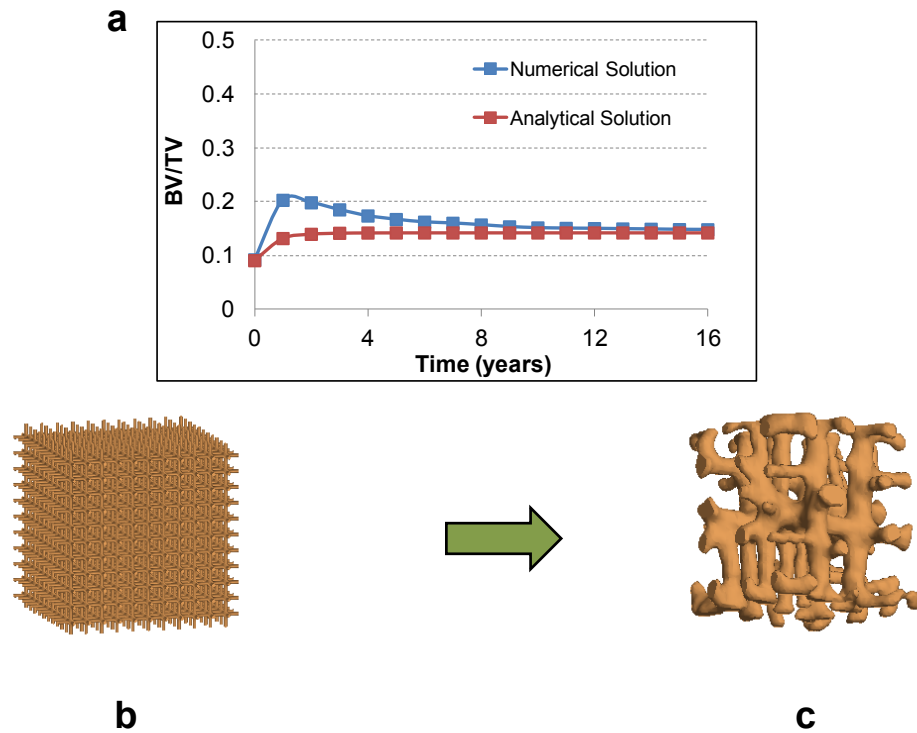 a
0.5
0.4
0.3
0.2
0.1
0
BV/TV
Numerical Solution
Analytical Solution
0 4 8 12 16
Time (years)
b
c